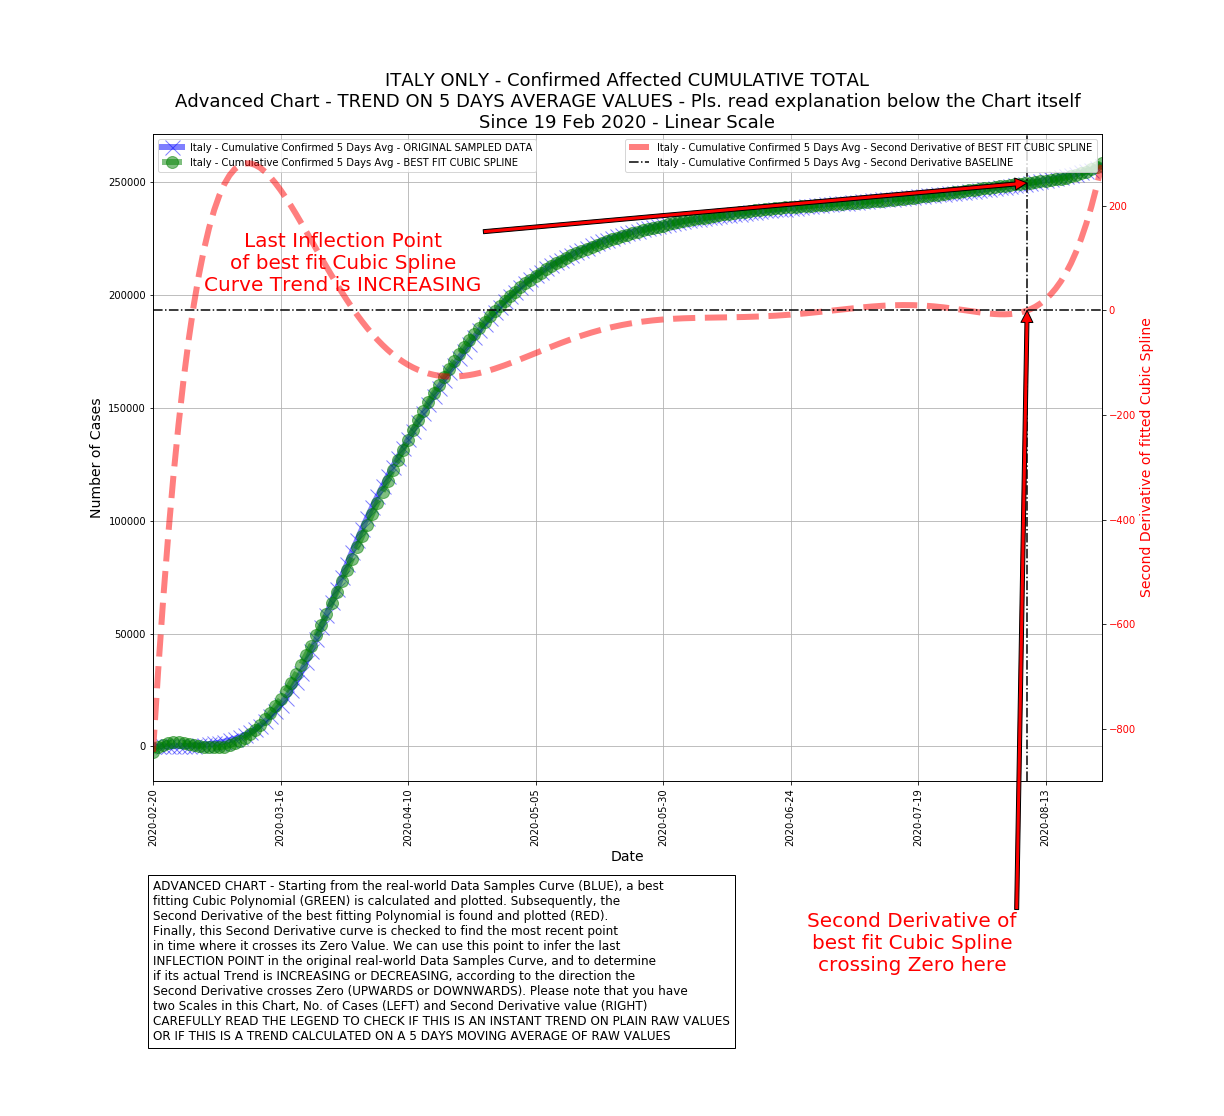 ITALY ONLY - Confirmed Affected CUMULATIVE TOTAL
Advanced Chart - TREND ON 5 DAYS AVERAGE VALUES - Pls. read explanation below the Chart itself
Since 19 Feb 2020 - Linear Scale
Italy - Cumulative Confirmed 5 Days Avg - ORIGINAL SAMPLED DATA
Italy - Cumulative Confirmed 5 Days Avg - BEST FIT CUBIC SPLINE
Italy - Cumulative Confirmed 5 Days Avg - Second Derivative of BEST FIT CUBIC SPLINE
Italy - Cumulative Confirmed 5 Days Avg - Second Derivative BASELINE
Last Inflection Point
of best fit Cubic Spline
Curve Trend is INCREASING
Number of Cases
250000
200000
150000
100000
50000
0
200
0
−200
−400
−600
−800
Second Derivative of fitted Cubic Spline
2020-02-20
2020-03-16
2020-04-10
2020-05-05
2020-05-30
2020-06-24
2020-07-19
2020-08-13
Date
ADVANCED CHART - Starting from the real-world Data Samples Curve (BLUE), a best
fitting Cubic Polynomial (GREEN) is calculated and plotted. Subsequently, the
Second Derivative of the best fitting Polynomial is found and plotted (RED).
Finally, this Second Derivative curve is checked to find the most recent point
in time where it crosses its Zero Value. We can use this point to infer the last
INFLECTION POINT in the original real-world Data Samples Curve, and to determine
if its actual Trend is INCREASING or DECREASING, according to the direction the
Second Derivative crosses Zero (UPWARDS or DOWNWARDS). Please note that you have
two Scales in this Chart, No. of Cases (LEFT) and Second Derivative value (RIGHT)
CAREFULLY READ THE LEGEND TO CHECK IF THIS IS AN INSTANT TREND ON PLAIN RAW VALUES
OR IF THIS IS A TREND CALCULATED ON A 5 DAYS MOVING AVERAGE OF RAW VALUES
Second Derivative of
best fit Cubic Spline
crossing Zero here